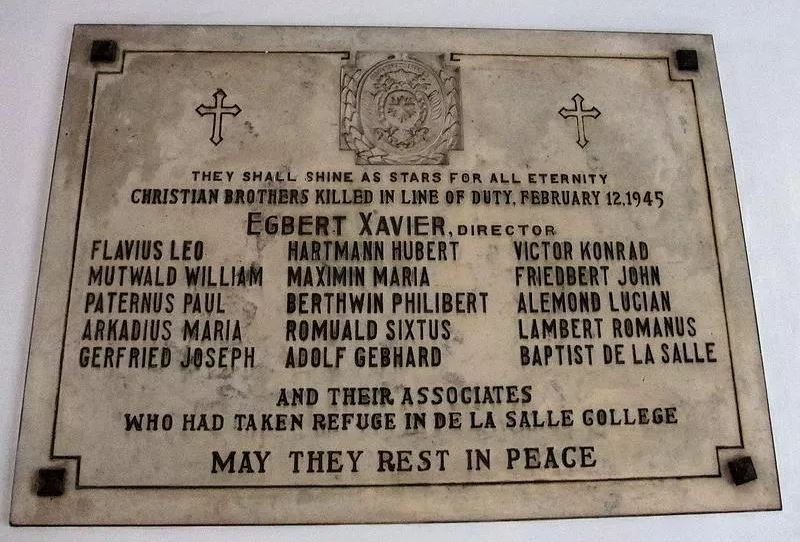 THEY SHALL SHINE AS STARS FOR ALL ETERNITY
CHRISTIAN BROTHERS KILLED IN LINE OF DUTY, FEBRUARY 12, 1945
EGBERT XAVIER, DIRECTOR
FLAVIUS LEO HARTMANN HUBERT VICTOR KONRAD
MUTWALD WILLIAM MAXIMIN MARIA FRIEDBERT JOHN
PATERNUS PAUL BERTHWIN PHILIBERT ALEMOND LUCIAN
ARKADIUS MARIA ROMUALD SIXTUS LAMBERT ROMANUS
GERFRIED JOSEPH ADOLF GEBHARD BAPTIST DE LA SALLE
AND THEIR ASSOCIATES
WHO HAD TAKEN REFUGE IN DE LA SALLE COLLEGE
MAY THEY REST IN PEACE